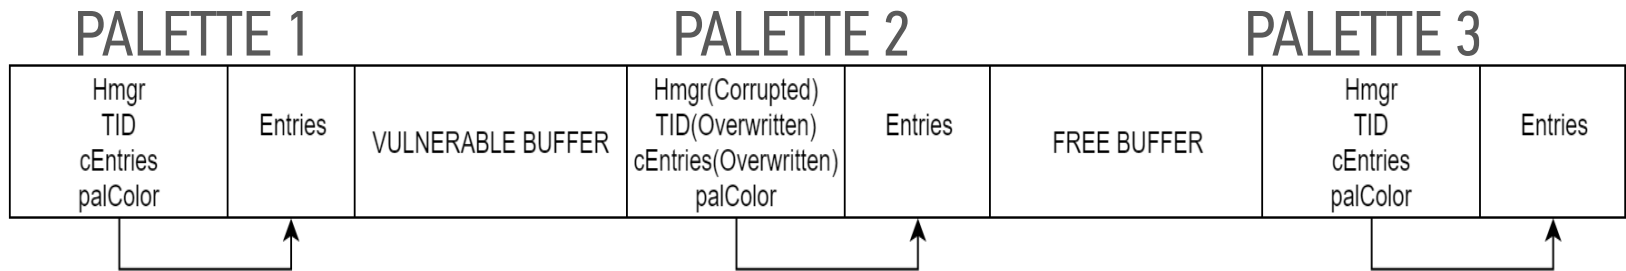 PALETTE 1
PALETTE 2
PALETTE 3
Hmgr
TID
cEntries
palColor
Entries
VULNERABLE BUFFER
Hmgr(Corrupted)
TID(Overwritten)
cEntries(Overwritten)
palColor
Entries
FREE BUFFER
Hmgr
TID
cEntries
palColor
Entries